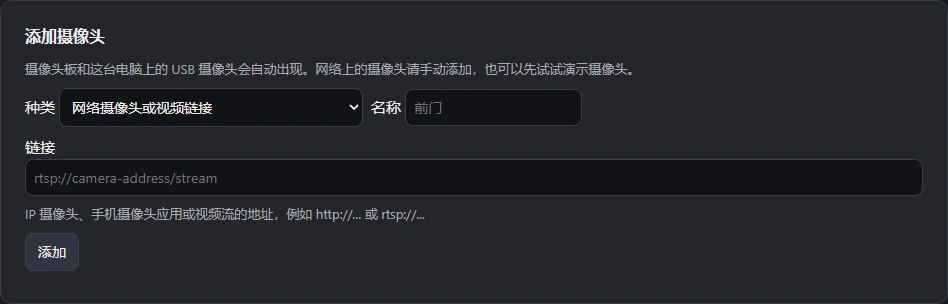 添加摄像头
摄像头板和这台电脑上的 USB 摄像头会自动出现。网络上的摄像头请手动添加，也可以先试试演示摄像头。
种类 网络摄像头或视频链接 名称 前门
链接
rtsp://camera-address/stream
IP 摄像头、手机摄像头应用或视频流的地址，例如 http://... 或 rtsp://...
添加